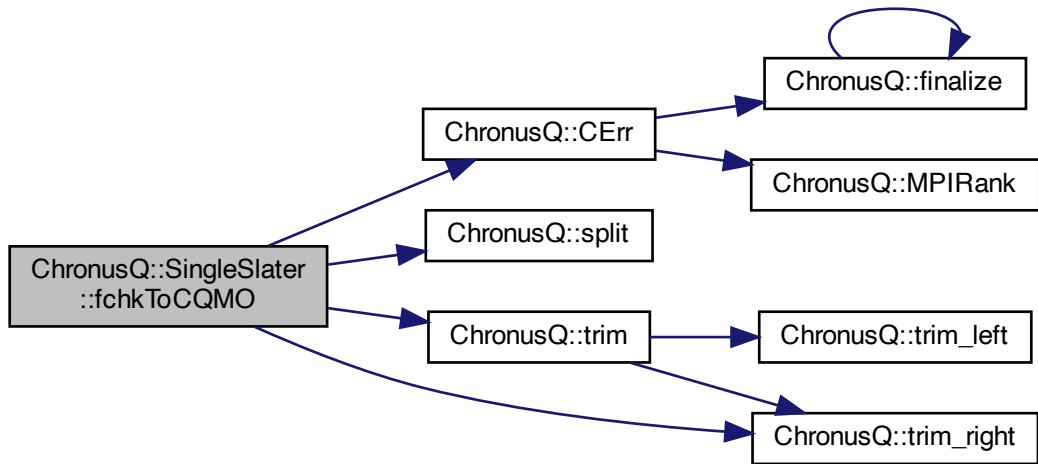 ChronusQ::SingleSlater
::fchkToCQMO
ChronusQ::CErr
ChronusQ::split
ChronusQ::trim
ChronusQ::finalize
ChronusQ::MPIRank
ChronusQ::trim_left
ChronusQ::trim_right